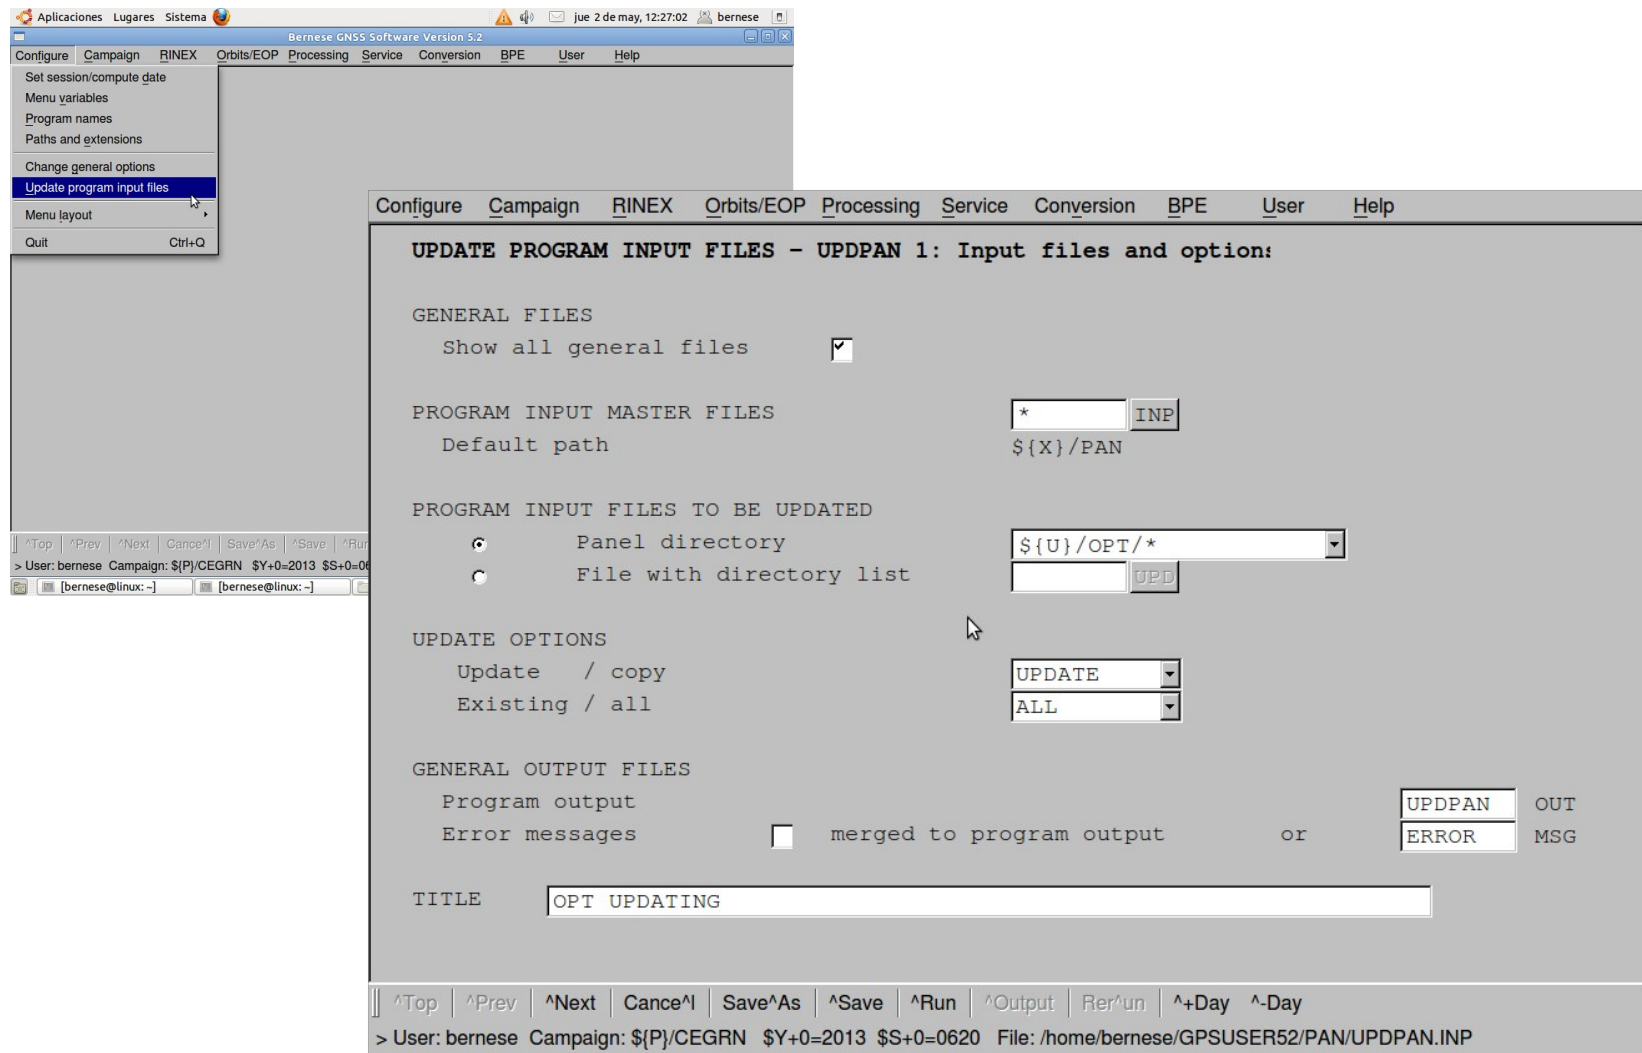 Aplicaciones Lugares Sistema
jue 2 de may, 12:27:02 bernese
Bernese GNSS Software Version 5.2
Configure Campaign RINEX Orbits/EOP Processing Service Conversion BPE User Help
Set session/compute date
Menu variables
Program names
Paths and extensions
Change general options
Update program input files
Menu layout
Quit Ctrl+Q
^Top ^Prev ^Next Cance^l Save^As ^Save ^Rur
> User: bernese Campaign: ${P}/CEGRN $Y+0=2013 $S+0=06
[bernese@linux: ~] [bernese@linux: ~]
Configure Campaign RINEX Orbits/EOP Processing Service Conversion BPE User Help
UPDATE PROGRAM INPUT FILES - UPDPAN 1: Input files and option
GENERAL FILES
Show all general files
PROGRAM INPUT MASTER FILES * INP
Default path ${X}/PAN
PROGRAM INPUT FILES TO BE UPDATED
Panel directory ${U}/OPT/*
File with directory list UPD
UPDATE OPTIONS
Update / copy UPDATE
Existing / all ALL
GENERAL OUTPUT FILES
Program output UPDPAN OUT
Error messages merged to program output or ERROR MSG
TITLE OPT UPDATING
^Top ^Prev ^Next Cance^l Save^As ^Save ^Run ^Output Rer^un ^+Day ^-Day
> User: bernese Campaign: ${P}/CEGRN $Y+0=2013 $S+0=0620 File: /home/bernese/GPSUSER52/PAN/UPDPAN.INP